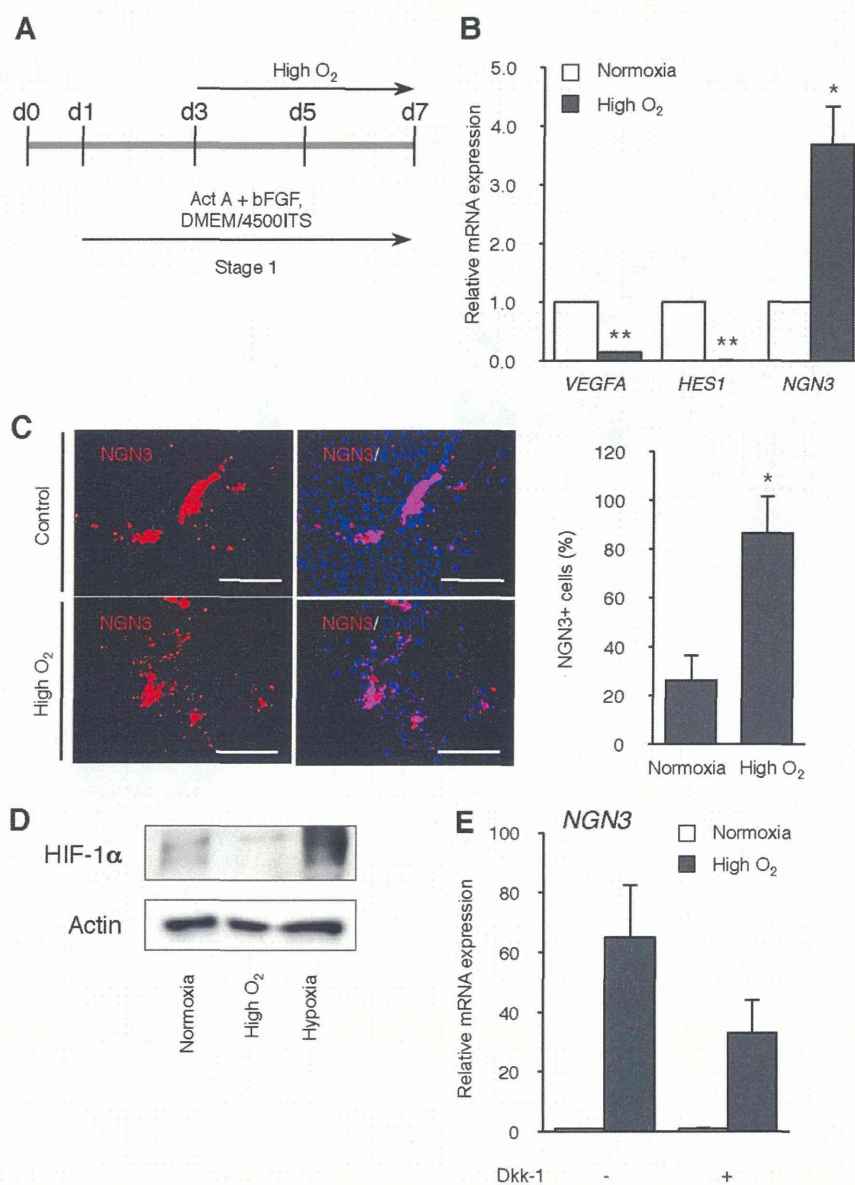 A
High O2
d0 d1 d3 d5 d7
Act A + bFGF,
DMEM/4500ITS
Stage 1
B
Relative mRNA expression
5.0
4.0
3.0
2.0
1.0
0.0
Normoxia
High O2
**
**
*
VEGFA HES1 NGN3
C
Control
High O2
NGN3
NGN3/DAPI
NGN3
NGN3/DAPI
NGN3+ cells (%)
120
100
80
60
40
20
0
*
Normoxia High O2
D
HIF-1α
Actin
Normoxia
High O2
Hypoxia
E
NGN3
Normoxia
High O2
Relative mRNA expression
100
80
60
40
20
0
Dkk-1 - +